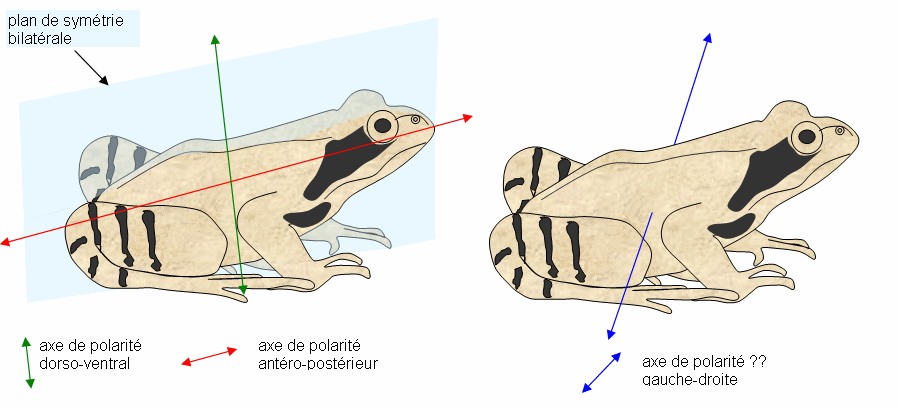 plan de symétrie
bilatérale
axe de polarité
dorso-ventral
axe de polarité
antéro-postérieur
axe de polarité ??
gauche-droite